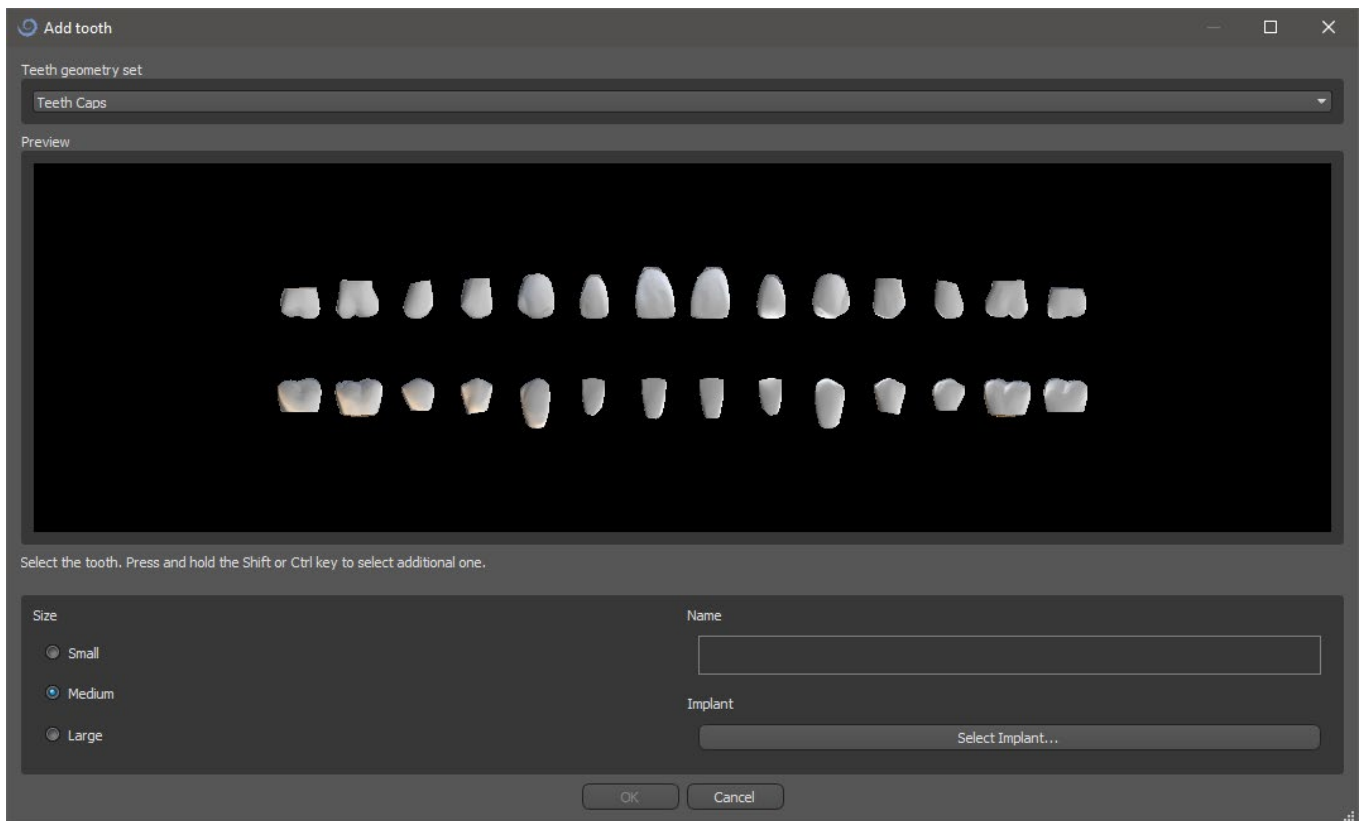 Add tooth
Teeth geometry set
Teeth Caps
Preview
Select the tooth. Press and hold the Shift or Ctrl key to select additional one.
Size
Small
Medium
Large
Name
Implant
Select Implant...
OK
Cancel